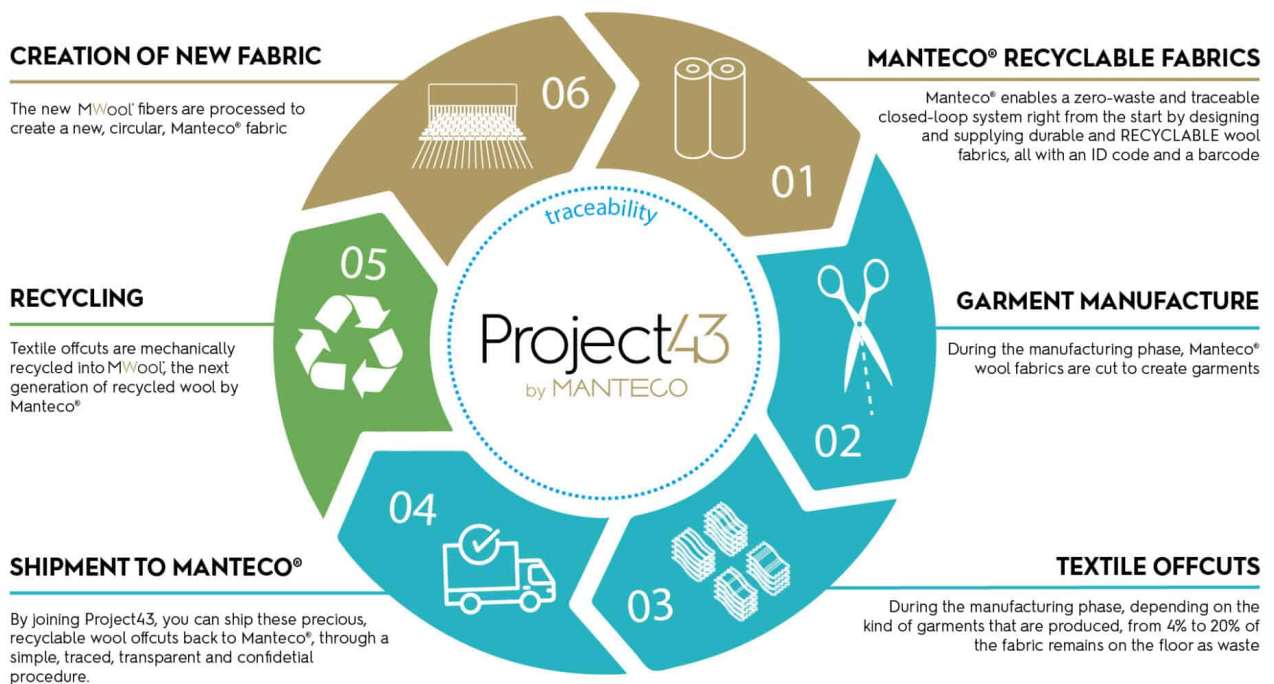 MANTECO® RECYCLABLE FABRICS
Manteco® enables a zero-waste and traceable
closed-loop system right from the start by designing
and supplying durable and RECYCLABLE wool
fabrics, all with an ID code and a barcode
01
GARMENT MANUFACTURE
During the manufacturing phase, Manteco®
wool fabrics are cut to create garments
02
TEXTILE OFFCUTS
During the manufacturing phase, depending on the
kind of garments that are produced, from 4% to 20% of
the fabric remains on the floor as waste
03
SHIPMENT TO MANTECO®
By joining Project43, you can ship these precious,
recyclable wool offcuts back to Manteco®, through a
simple, traced, transparent and confidetial
procedure.
04
RECYCLING
Textile offcuts are mechanically
recycled into MWool®, the next
generation of recycled wool by
Manteco®
05
CREATION OF NEW FABRIC
The new MWool® fibers are processed to
create a new, circular, Manteco® fabric
06
traceability
Project43
by MANTECO